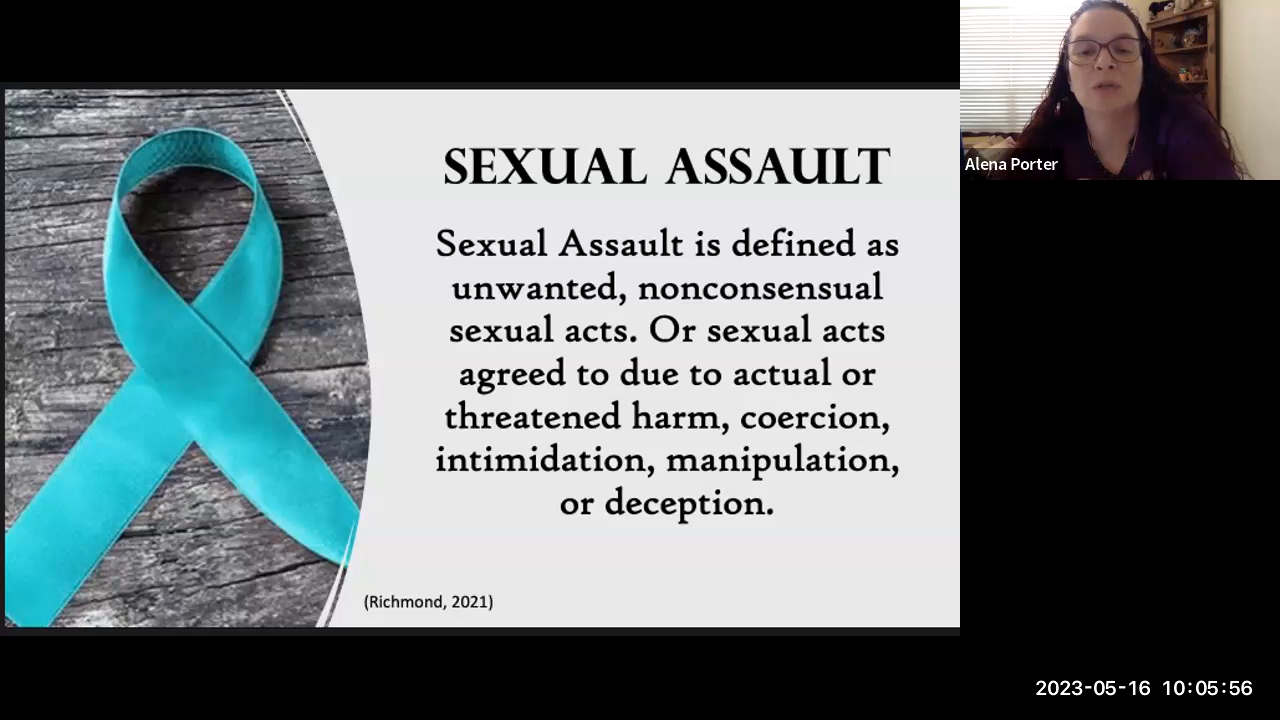 SEXUAL ASSAULT
Sexual Assault is defined as
unwanted, nonconsensual
sexual acts. Or sexual acts
agreed to due to actual or
threatened harm, coercion,
intimidation, manipulation,
or deception.
(Richmond, 2021)
Alena Porter
2023-05-16 10:05:56